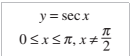 y = sec x
0 ≤ x ≤ π, x ≠ π/2